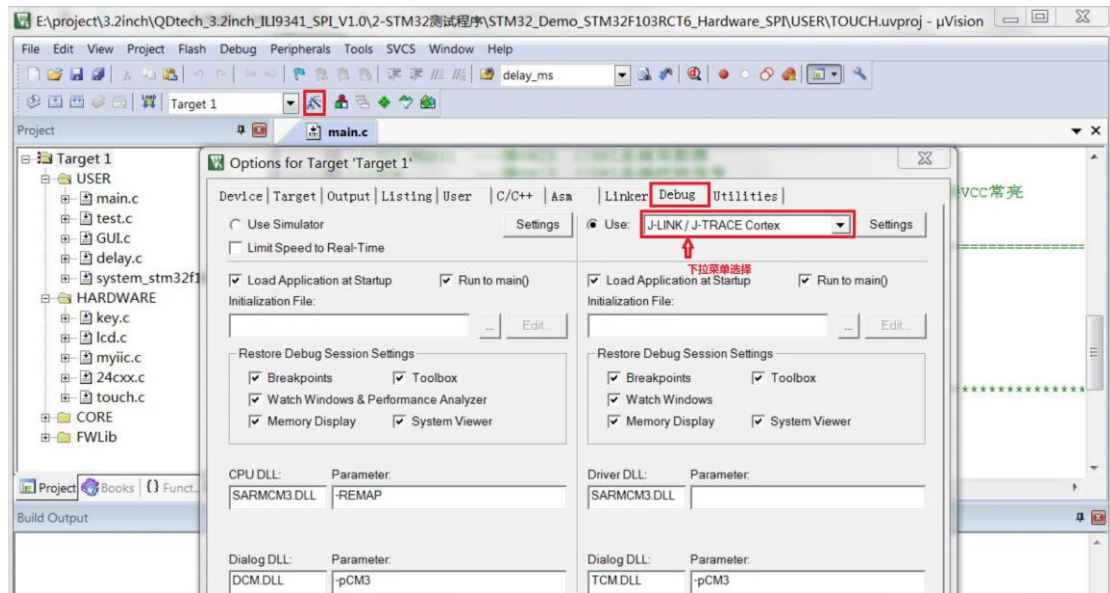 E:\project\3.2inch\QDtech_3.2inch_ILI9341_SPI_V1.0\2-STM32测试程序\STM32_Demo_STM32F103RCT6_Hardware_SPI\USER\TOUCH.uvproj - µVision
File Edit View Project Flash Debug Peripherals Tools SVCS Window Help
delay_ms
LOAD Target 1
Project
main.c
Target 1
USER
main.c
test.c
GUI.c
delay.c
system_stm32f1
HARDWARE
key.c
lcd.c
myiic.c
24cxx.c
touch.c
CORE
FWLib
Project Books {} Funct...
Build Output
VCC常亮
Options for Target 'Target 1'
Device Target Output Listing User C/C++ Asm Linker Debug Utilities
Use Simulator Settings
Limit Speed to Real-Time
Load Application at Startup Run to main()
Initialization File:
... Edit...
Restore Debug Session Settings
Breakpoints Toolbox
Watch Windows & Performance Analyzer
Memory Display System Viewer
CPU DLL: Parameter:
SARMCM3.DLL -REMAP
Dialog DLL: Parameter:
DCM.DLL -pCM3
Use: J-LINK / J-TRACE Cortex Settings
下拉菜单选择
Load Application at Startup Run to main()
Initialization File:
... Edit...
Restore Debug Session Settings
Breakpoints Toolbox
Watch Windows
Memory Display System Viewer
Driver DLL: Parameter:
SARMCM3.DLL
Dialog DLL: Parameter:
TCM.DLL -pCM3